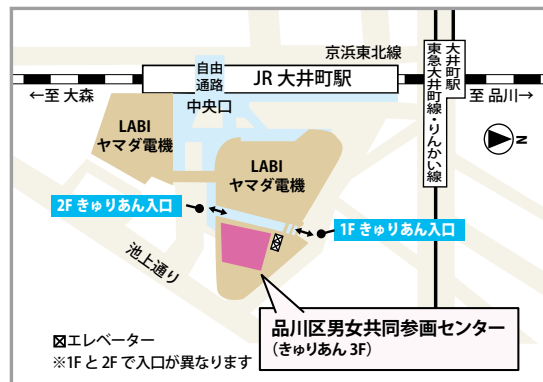 京浜東北線
自由
通路
JR 大井町駅
大井町駅
東急大井町線・りんかい線
←至 大森
中央口
至 品川→
N
LABI
ヤマダ電機
LABI
ヤマダ電機
2F きゅりあん入口
1F きゅりあん入口
池上通り
品川区男女共同参画センター
（きゅりあん 3F）
エレベーター
※1F と 2F で入口が異なります